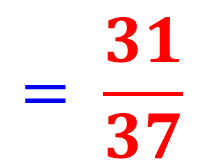 = 31/37